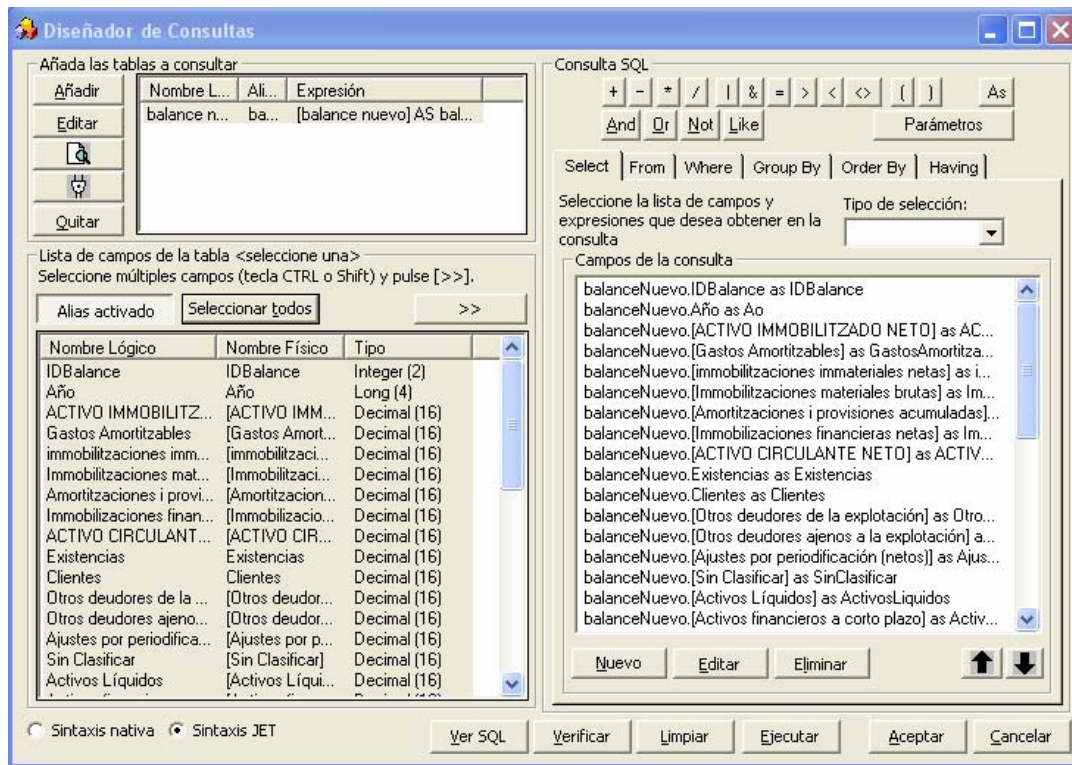 Diseñador de Consultas
Añada las tablas a consultar
Añadir
Editar
Quitar
Nombre L... Ali... Expresión
balance n... ba... [balance nuevo] AS bal...
Lista de campos de la tabla <seleccione una>
Seleccione múltiples campos (tecla CTRL o Shift) y pulse [>>].
Alias activado Seleccionar todos >>
Nombre Lógico Nombre Físico Tipo
IDBalance IDBalance Integer (2)
Año Año Long (4)
ACTIVO IMMOBILITZ... [ACTIVO IMM... Decimal (16)
Gastos Amortitzables [Gastos Amort... Decimal (16)
immobilitzaciones imm... [immobilitzaci... Decimal (16)
Immobilitzaciones mat... [Immobilitzaci... Decimal (16)
Amortitzaciones i provi... [Amortitzacion... Decimal (16)
Immobilizaciones finan... [Immobilizacio... Decimal (16)
ACTIVO CIRCULANT... [ACTIVO CIR... Decimal (16)
Existencias Existencias Decimal (16)
Clientes Clientes Decimal (16)
Otros deudores de la ... [Otros deudor... Decimal (16)
Otros deudores ajeno... [Otros deudor... Decimal (16)
Ajustes por periodifica... [Ajustes por p... Decimal (16)
Sin Clasificar [Sin Clasificar] Decimal (16)
Activos Líquidos [Activos Líqui... Decimal (16)
Sintaxis nativa Sintaxis JET
Consulta SQL
+ - * / | & = > < <> ( ) As
And Or Not Like Parámetros
Select From Where Group By Order By Having
Seleccione la lista de campos y
expresiones que desea obtener en la
consulta
Tipo de selección:
Campos de la consulta
balanceNuevo.IDBalance as IDBalance
balanceNuevo.Año as Ao
balanceNuevo.[ACTIVO IMMOBILITZADO NETO] as AC...
balanceNuevo.[Gastos Amortitzables] as GastosAmortitza...
balanceNuevo.[immobilitzaciones immateriales netas] as i...
balanceNuevo.[Immobilitzaciones materiales brutas] as Im...
balanceNuevo.[Amortitzaciones i provisiones acumuladas]...
balanceNuevo.[Immobilizaciones financieras netas] as Im...
balanceNuevo.[ACTIVO CIRCULANTE NETO] as ACTIV...
balanceNuevo.Existencias as Existencias
balanceNuevo.Clientes as Clientes
balanceNuevo.[Otros deudores de la explotación] as Otro...
balanceNuevo.[Otros deudores ajenos a la explotación] a...
balanceNuevo.[Ajustes por periodificación (netos)] as Ajus...
balanceNuevo.[Sin Clasificar] as SinClasificar
balanceNuevo.[Activos Líquidos] as ActivosLiquidos
balanceNuevo.[Activos financieros a corto plazo] as Activ...
Nuevo Editar Eliminar
Ver SQL Verificar Limpiar Ejecutar Aceptar Cancelar